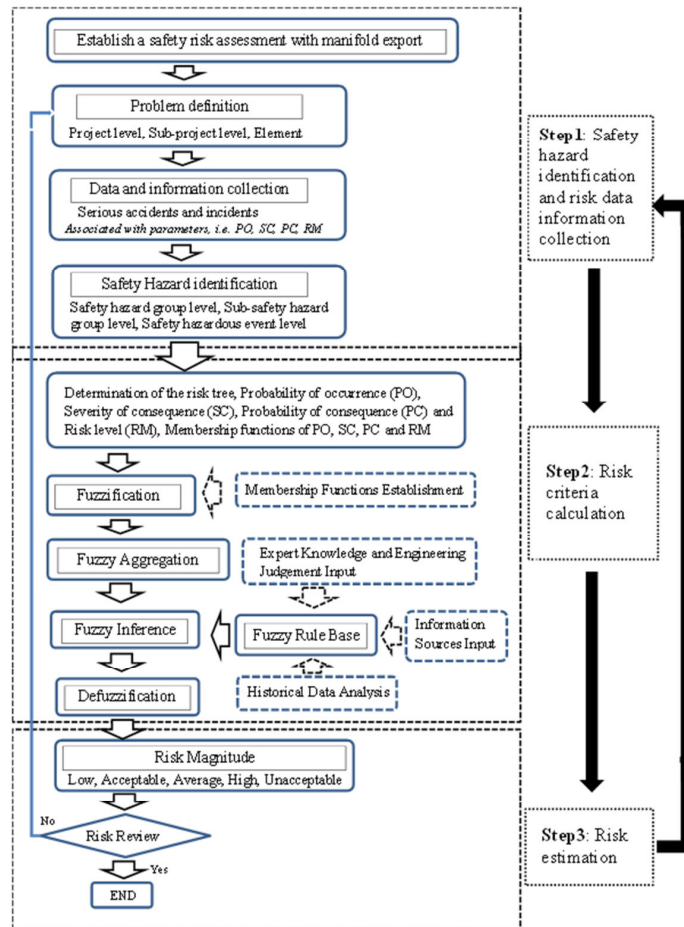 Establish a safety risk assessment with manifold export
Problem definition
Project level, Sub-project level, Element
Data and information collection
Serious accidents and incidents
Associated with parameters, i.e. PO, SC, PC, RM
Safety Hazard identification
Safety hazard group level, Sub-safety hazard
group level, Safety hazardous event level
Determination of the risk tree, Probability of occurrence (PO),
Severity of consequence (SC), Probability of consequence (PC) and
Risk level (RM), Membership functions of PO, SC, PC and RM
Fuzzification
Membership Functions Establishment
Fuzzy Aggregation
Expert Knowledge and Engineering
Judgement Input
Fuzzy Inference
Fuzzy Rule Base
Information
Sources Input
Defuzzification
Historical Data Analysis
Risk Magnitude
Low, Acceptable, Average, High, Unacceptable
No
Risk Review
Yes
END
Step1: Safety
hazard
identification
and risk data
information
collection
Step2: Risk
criteria
calculation
Step3: Risk
estimation